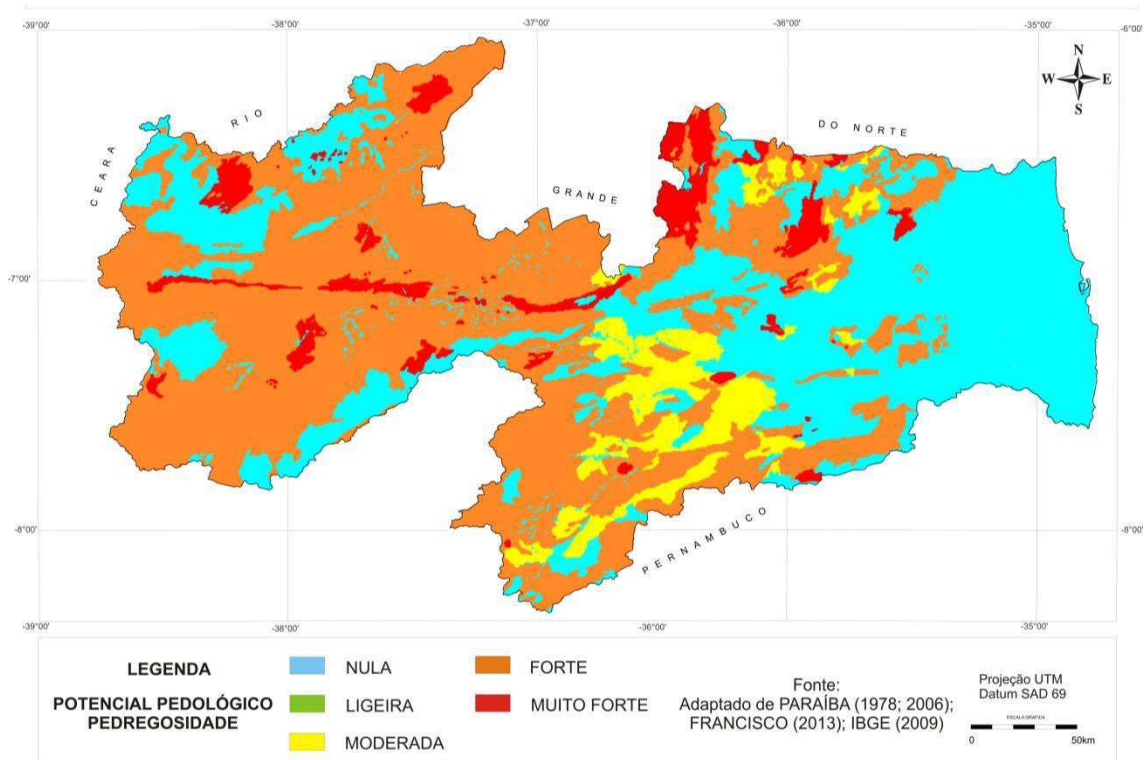 -39°00'
-38°00'
-37°00'
-36°00'
-35°00'
-6°00'
N
W
E
S
RIO
DO NORTE
CEARA
GRANDE
-7°00'
-7°00'
-8°00'
-8°00'
PERNAMBUCO
-39°00'
-38°00'
-36°00'
-35°00'
LEGENDA
POTENCIAL PEDOLÓGICO
PEDREGOSIDADE
NULA
LIGEIRA
MODERADA
FORTE
MUITO FORTE
Fonte:
Adaptado de PARAÍBA (1978; 2006);
FRANCISCO (2013); IBGE (2009)
Projeção UTM
Datum SAD 69
ESCALA GRAFICA
0
50km